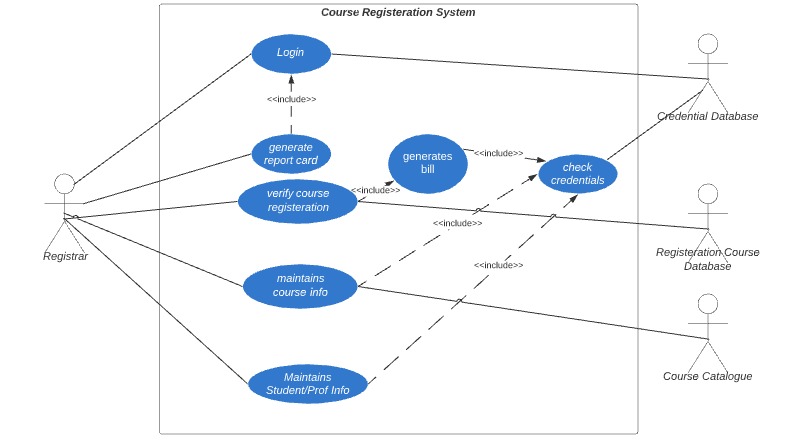 Course Registeration System
Login
<<include>>
generate
report card
generates
bill
<<include>>
check
credentials
verify course
registeration
<<include>>
<<include>>
maintains
course info
<<include>>
Maintains
Student/Prof Info
Registrar
Credential Database
Registeration Course
Database
Course Catalogue